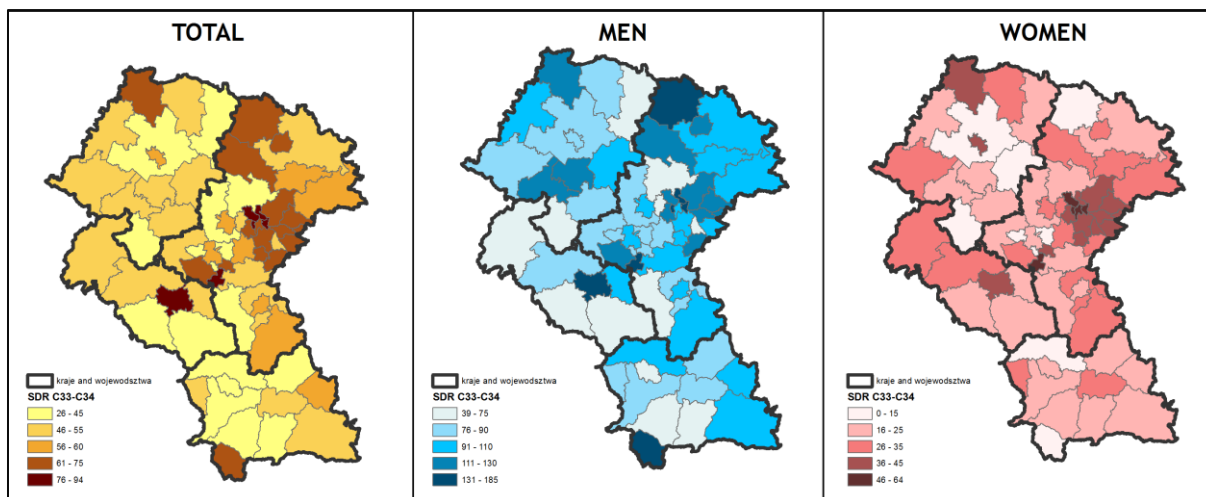 TOTAL
kraje and wojewodsztwa
SDR C33-C34
26 - 45
46 - 55
56 - 60
61 - 75
76 - 94
MEN
kraje and wojewodsztwa
SDR C33-C34
39 - 75
76 - 90
91 - 110
111 - 130
131 - 185
WOMEN
kraje and wojewodsztwa
SDR C33-C34
0 - 15
16 - 25
26 - 35
36 - 45
46 - 64